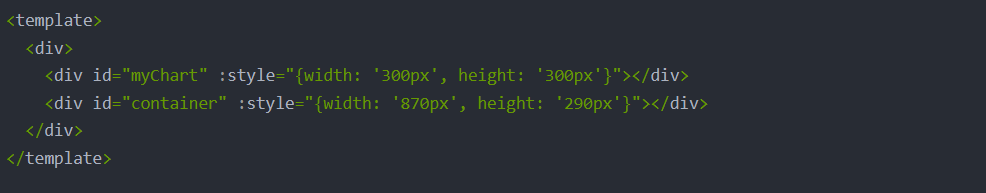 <template>
  <div>
    <div id="myChart" :style="{width: '300px', height: '300px'}"></div>
    <div id="container" :style="{width: '870px', height: '290px'}"></div>
  </div>
</template>